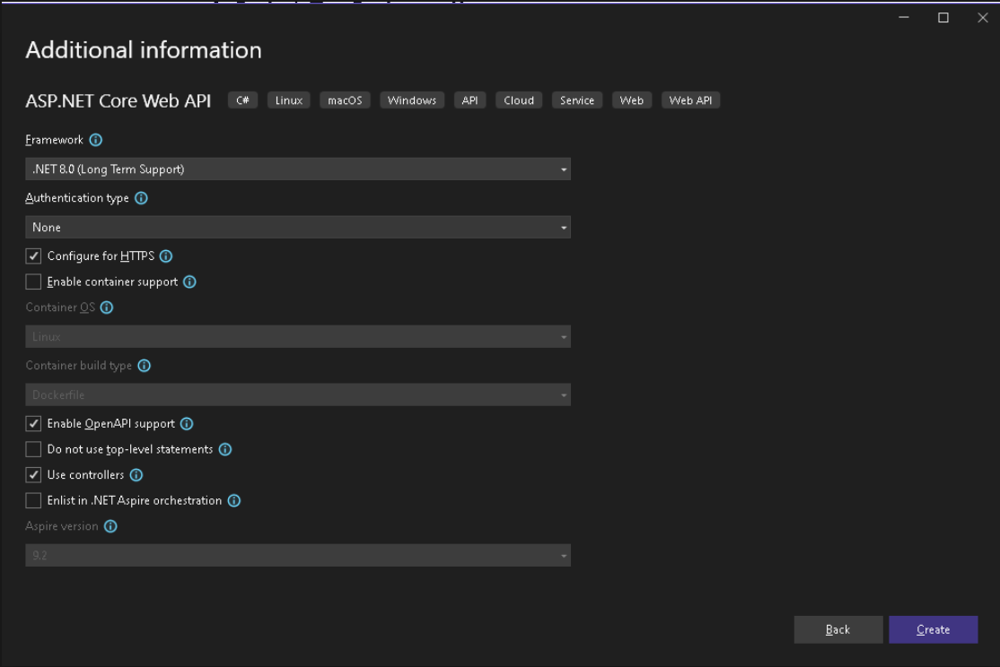 Additional information
ASP.NET Core Web API C# Linux macOS Windows API Cloud Service Web Web API
Framework
.NET 8.0 (Long Term Support)
Authentication type
None
Configure for HTTPS
Enable container support
Container OS
Linux
Container build type
Dockerfile
Enable OpenAPI support
Do not use top-level statements
Use controllers
Enlist in .NET Aspire orchestration
Aspire version
9.2
Back Create